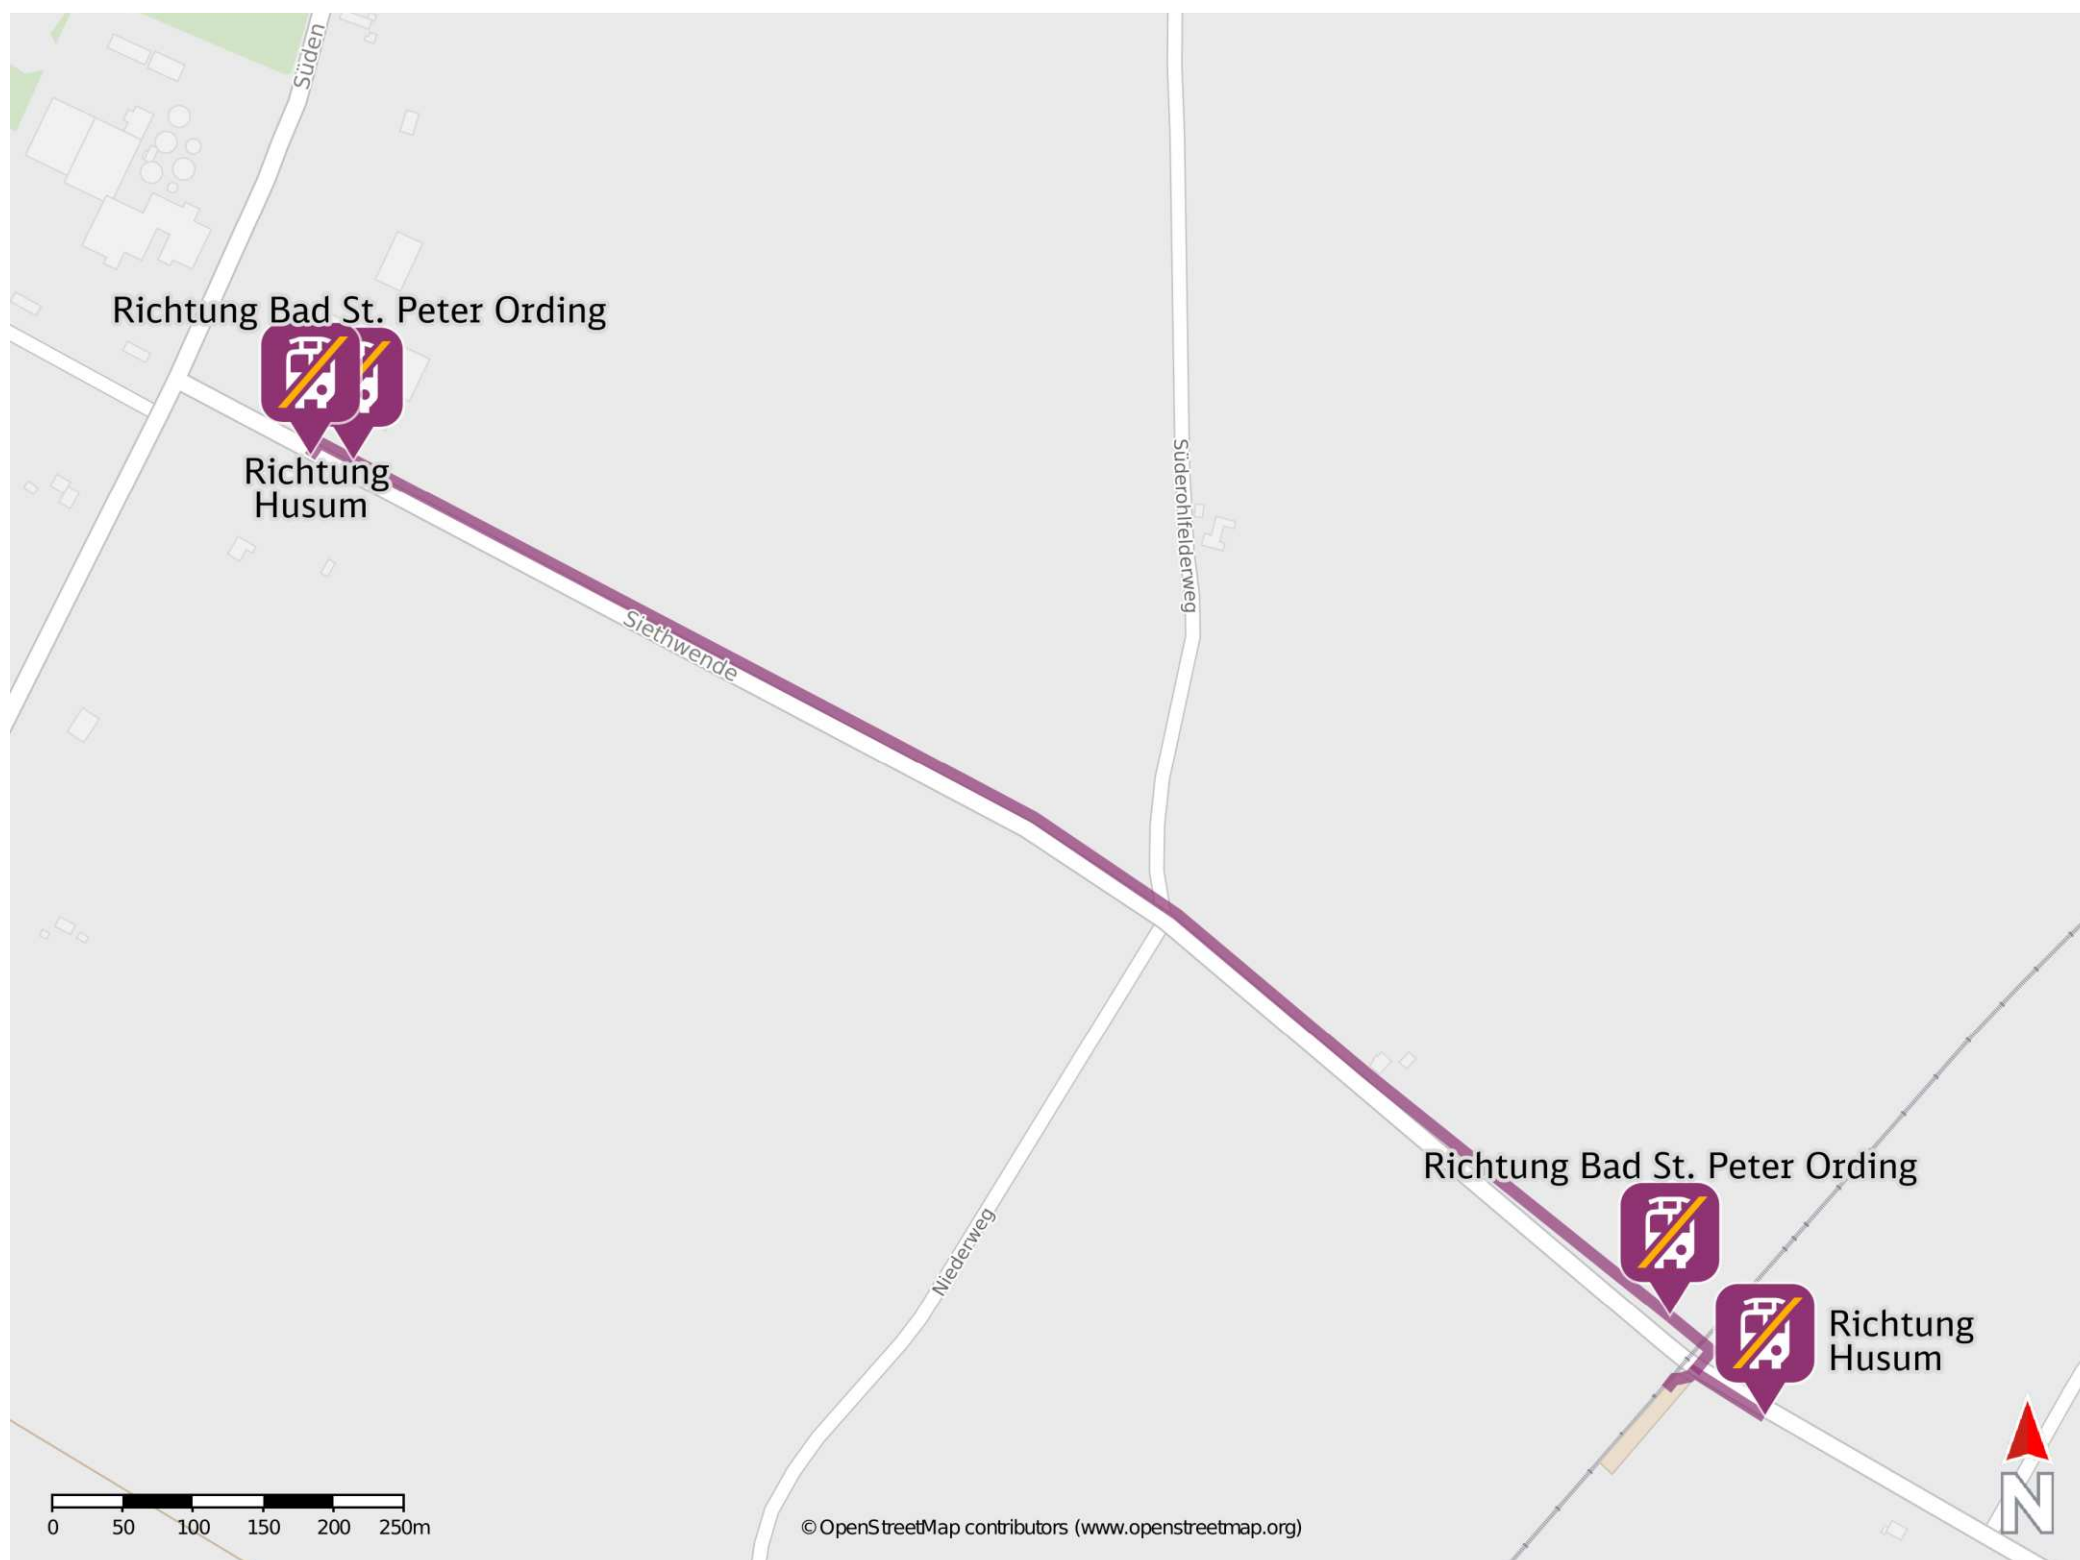 Süden
Richtung Bad St. Peter Ording
Richtung
Husum
Süderohlfelderweg
Siethwende
Richtung Bad St. Peter Ording
Niederweg
Richtung
Husum
0 50 100 150 200 250m
© OpenStreetMap contributors (www.openstreetmap.org)
N